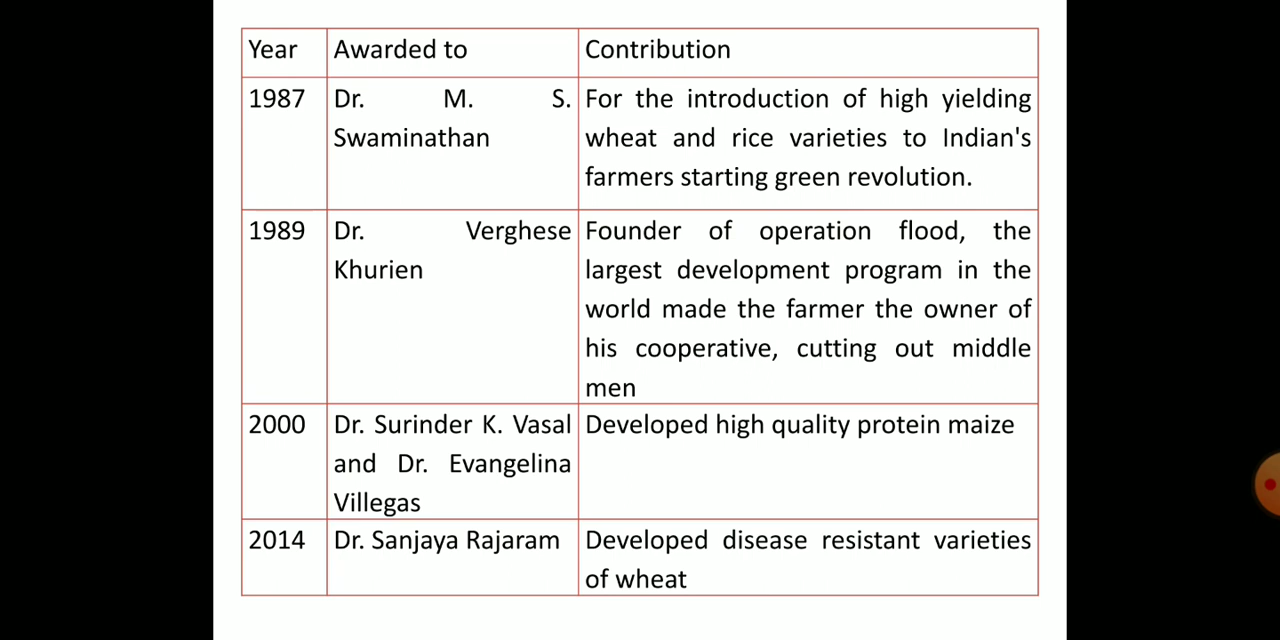 Year Awarded to Contribution
1987 Dr. M. S. Swaminathan For the introduction of high yielding
wheat and rice varieties to Indian's
farmers starting green revolution.
1989 Dr. Verghese Khurien Founder of operation flood, the
largest development program in the
world made the farmer the owner of
his cooperative, cutting out middle
men
2000 Dr. Surinder K. Vasal Developed high quality protein maize
and Dr. Evangelina
Villegas
2014 Dr. Sanjaya Rajaram Developed disease resistant varieties
of wheat